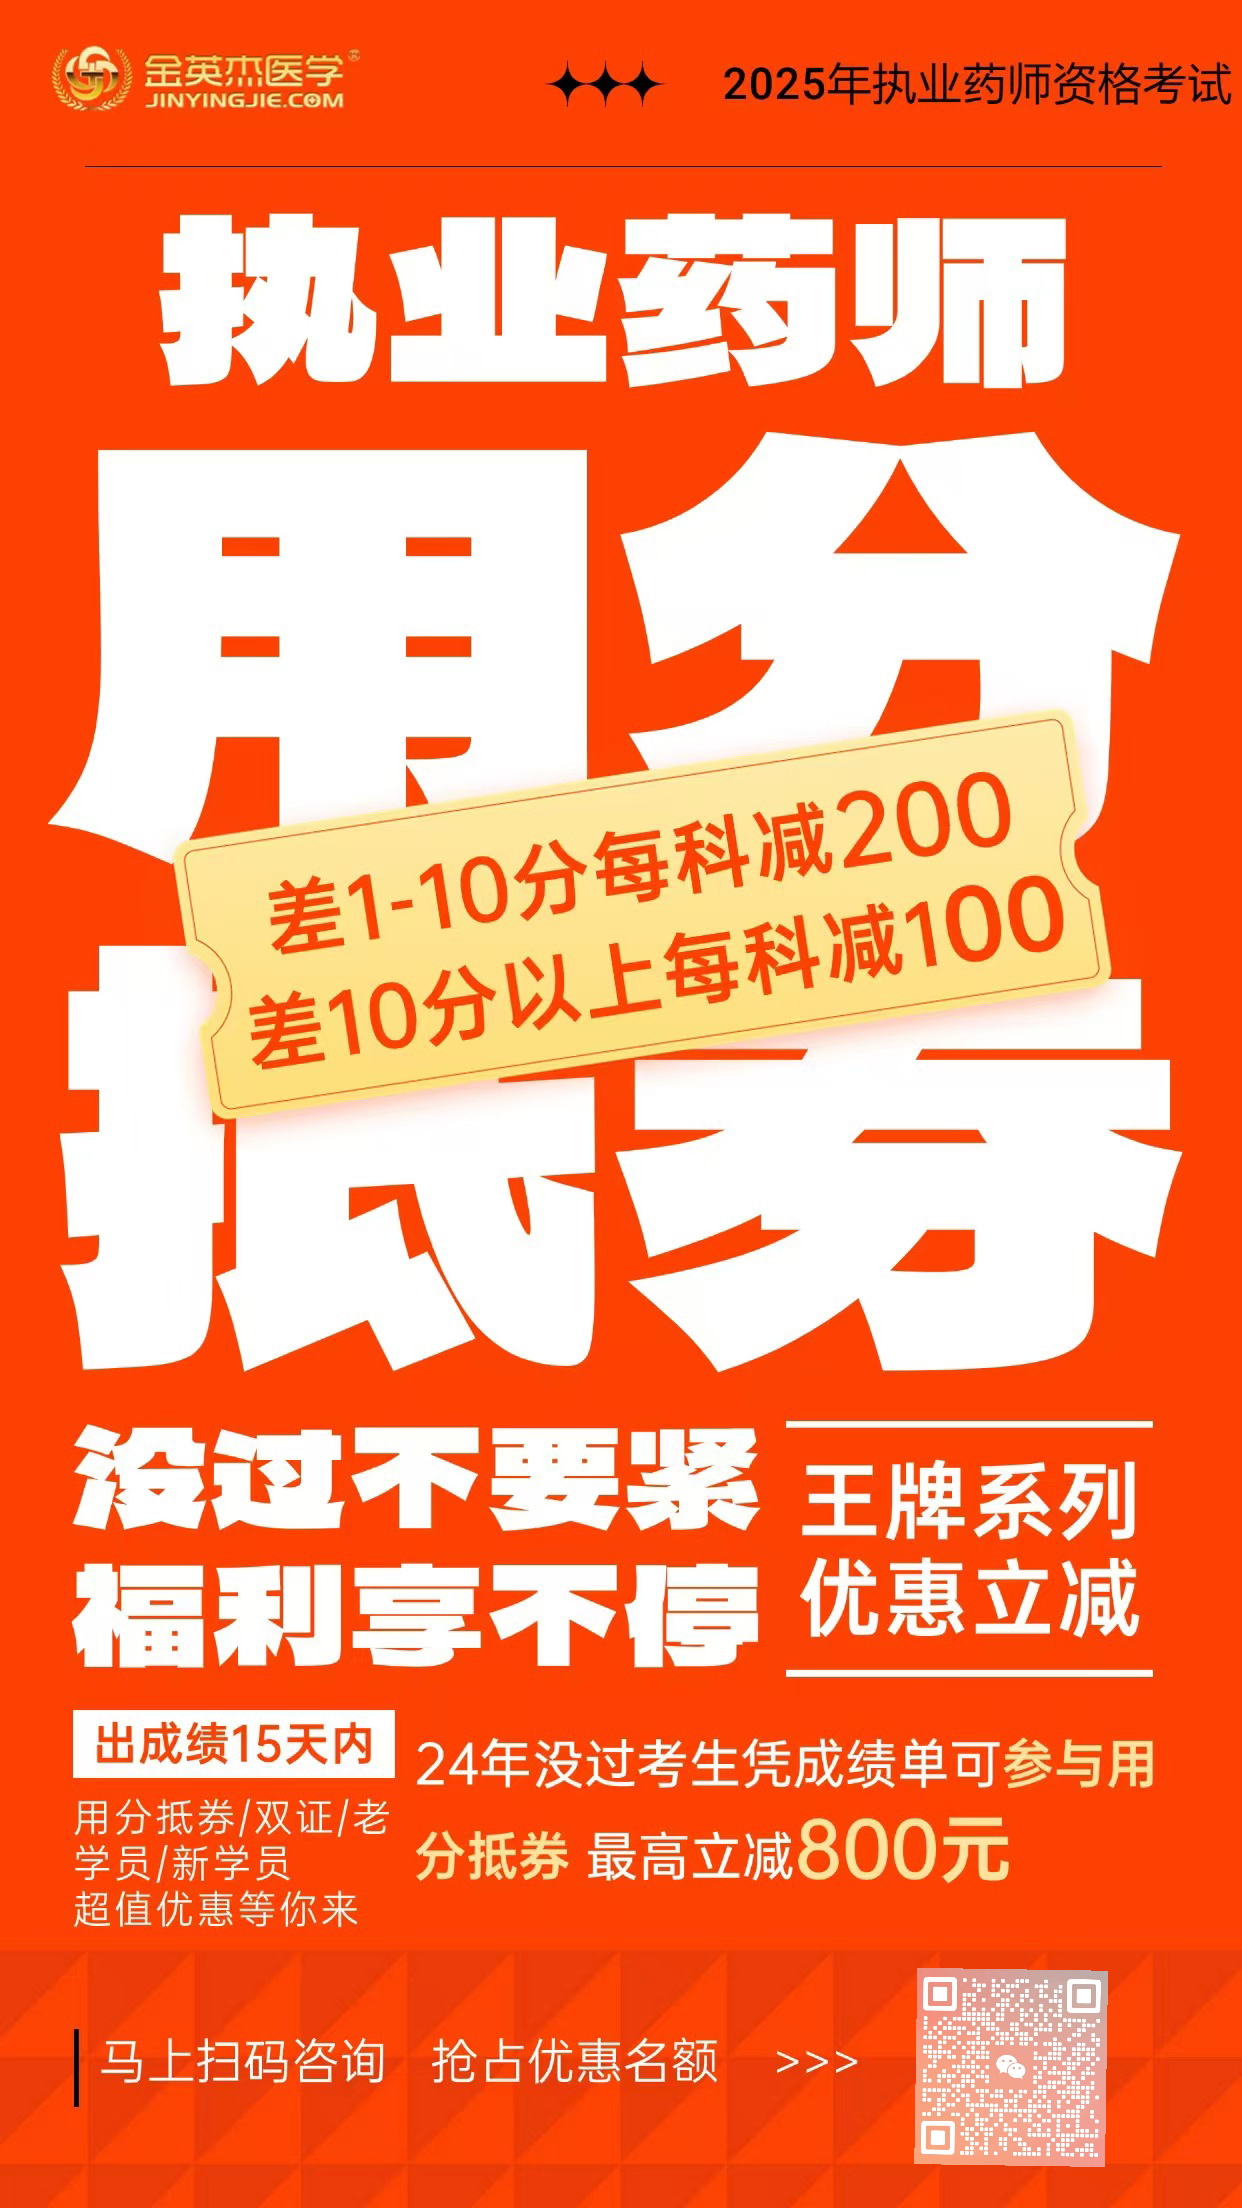 金英杰医学®
JINYINGJIE.COM
2025年执业药师资格考试
执业药师
用分
差1-10分每科减200
差10分以上每科减100
抵券
没过不要紧
福利享不停
王牌系列
优惠立减
出成绩15天内
用分抵券/双证/老
学员/新学员
超值优惠等你来
24年没过考生凭成绩单可参与用
分抵券 最高立减800元
马上扫码咨询 抢占优惠名额 >>>